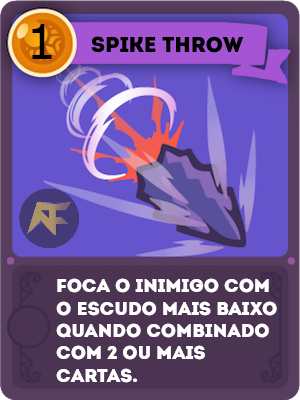 1
SPIKE THROW
FOCA O INIMIGO COM
O ESCUDO MAIS BAIXO
QUANDO COMBINADO
COM 2 OU MAIS
CARTAS.